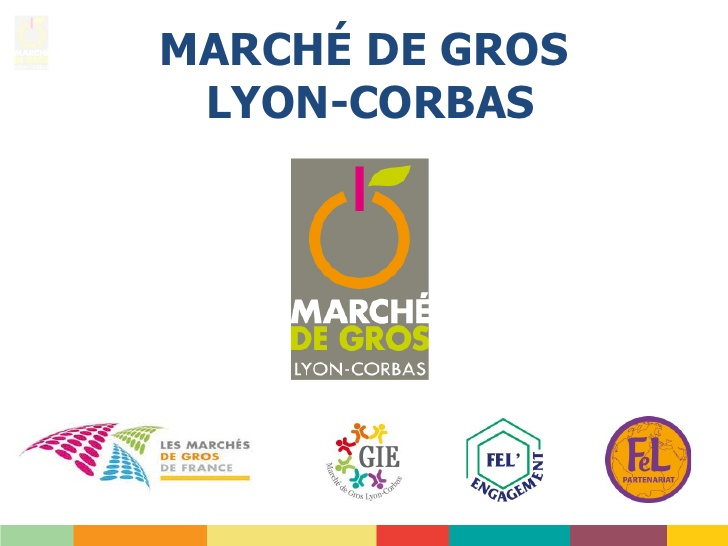 MARCHÉ DE GROS
LYON-CORBAS
MARCHÉ
DE GROS
LYON-CORBAS
LES MARCHÉS
DE GROS
DE FRANCE
GIE
Marché de Gros Lyon-Corbas
FEL'
ENGAGEMENT
FeL
PARTENARIAT